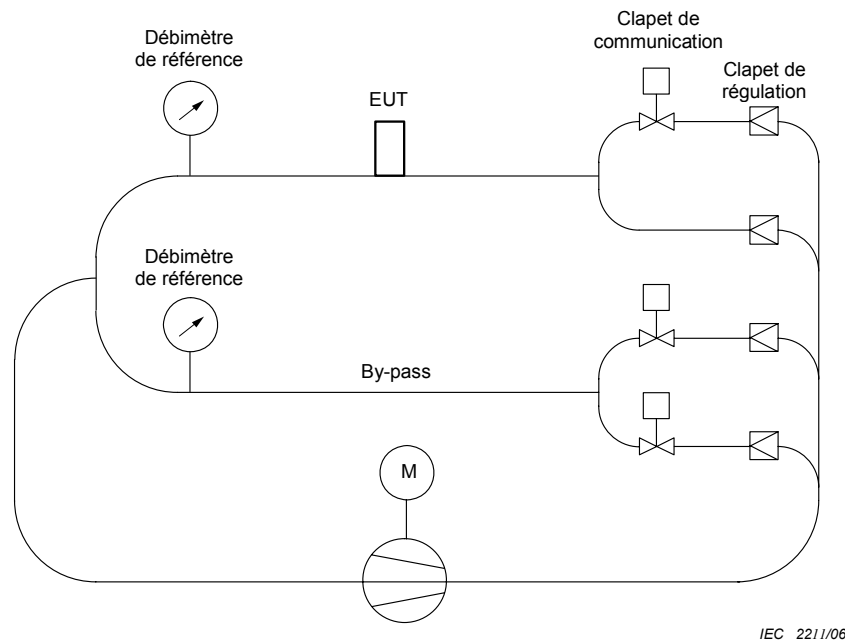 Clapet de
communication
Débimètre
de référence
Clapet de
régulation
EUT
Débimètre
de référence
By-pass
M
IEC 2211/06